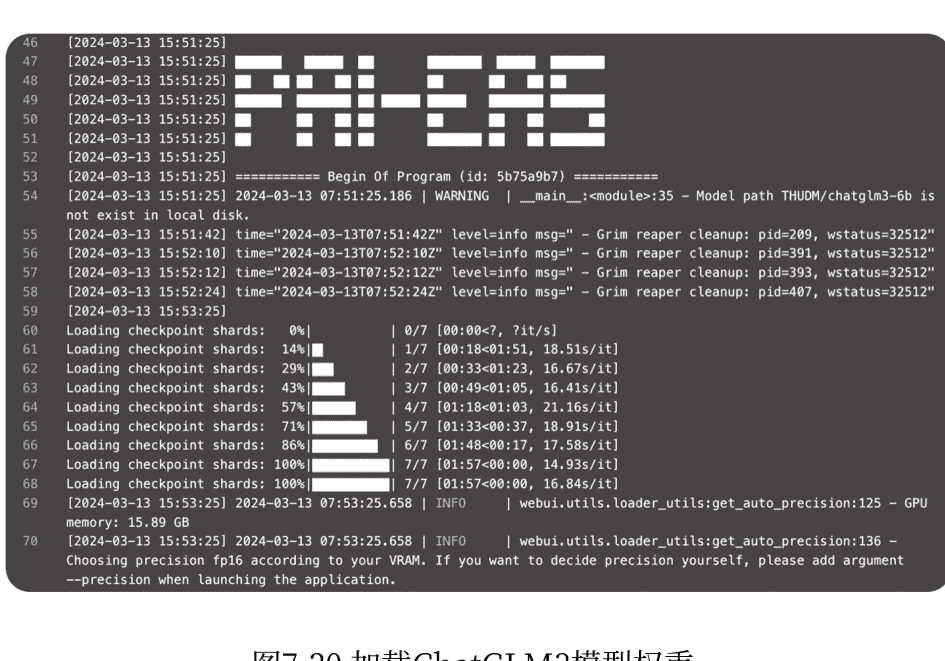 46 [2024-03-13 15:51:25]
47 [2024-03-13 15:51:25]
48 [2024-03-13 15:51:25]
49 [2024-03-13 15:51:25] PAI-EAS
50 [2024-03-13 15:51:25]
51 [2024-03-13 15:51:25]
52 [2024-03-13 15:51:25]
53 [2024-03-13 15:51:25] =========== Begin Of Program (id: 5b75a9b7) ===========
54 [2024-03-13 15:51:25] 2024-03-13 07:51:25.186 | WARNING | __main__:<module>:35 - Model path THUDM/chatglm3-6b is
not exist in local disk.
55 [2024-03-13 15:51:42] time="2024-03-13T07:51:42Z" level=info msg=" - Grim reaper cleanup: pid=209, wstatus=32512"
56 [2024-03-13 15:52:10] time="2024-03-13T07:52:10Z" level=info msg=" - Grim reaper cleanup: pid=391, wstatus=32512"
57 [2024-03-13 15:52:12] time="2024-03-13T07:52:12Z" level=info msg=" - Grim reaper cleanup: pid=393, wstatus=32512"
58 [2024-03-13 15:52:24] time="2024-03-13T07:52:24Z" level=info msg=" - Grim reaper cleanup: pid=407, wstatus=32512"
59 [2024-03-13 15:53:25]
60 Loading checkpoint shards: 0%| | 0/7 [00:00<?, ?it/s]
61 Loading checkpoint shards: 14%|█ | 1/7 [00:18<01:51, 18.51s/it]
62 Loading checkpoint shards: 29%|██ | 2/7 [00:33<01:23, 16.67s/it]
63 Loading checkpoint shards: 43%|████ | 3/7 [00:49<01:05, 16.41s/it]
64 Loading checkpoint shards: 57%|█████ | 4/7 [01:18<01:03, 21.16s/it]
65 Loading checkpoint shards: 71%|███████ | 5/7 [01:33<00:37, 18.91s/it]
66 Loading checkpoint shards: 86%|████████ | 6/7 [01:48<00:17, 17.58s/it]
67 Loading checkpoint shards: 100%|██████████| 7/7 [01:57<00:00, 14.93s/it]
68 Loading checkpoint shards: 100%|██████████| 7/7 [01:57<00:00, 16.84s/it]
69 [2024-03-13 15:53:25] 2024-03-13 07:53:25.658 | INFO | webui.utils.loader_utils:get_auto_precision:125 - GPU
memory: 15.89 GB
70 [2024-03-13 15:53:25] 2024-03-13 07:53:25.658 | INFO | webui.utils.loader_utils:get_auto_precision:136 -
Choosing precision fp16 according to your VRAM. If you want to decide precision yourself, please add argument
--precision when launching the application.
图7-20 加载ChatGLM3模型权重